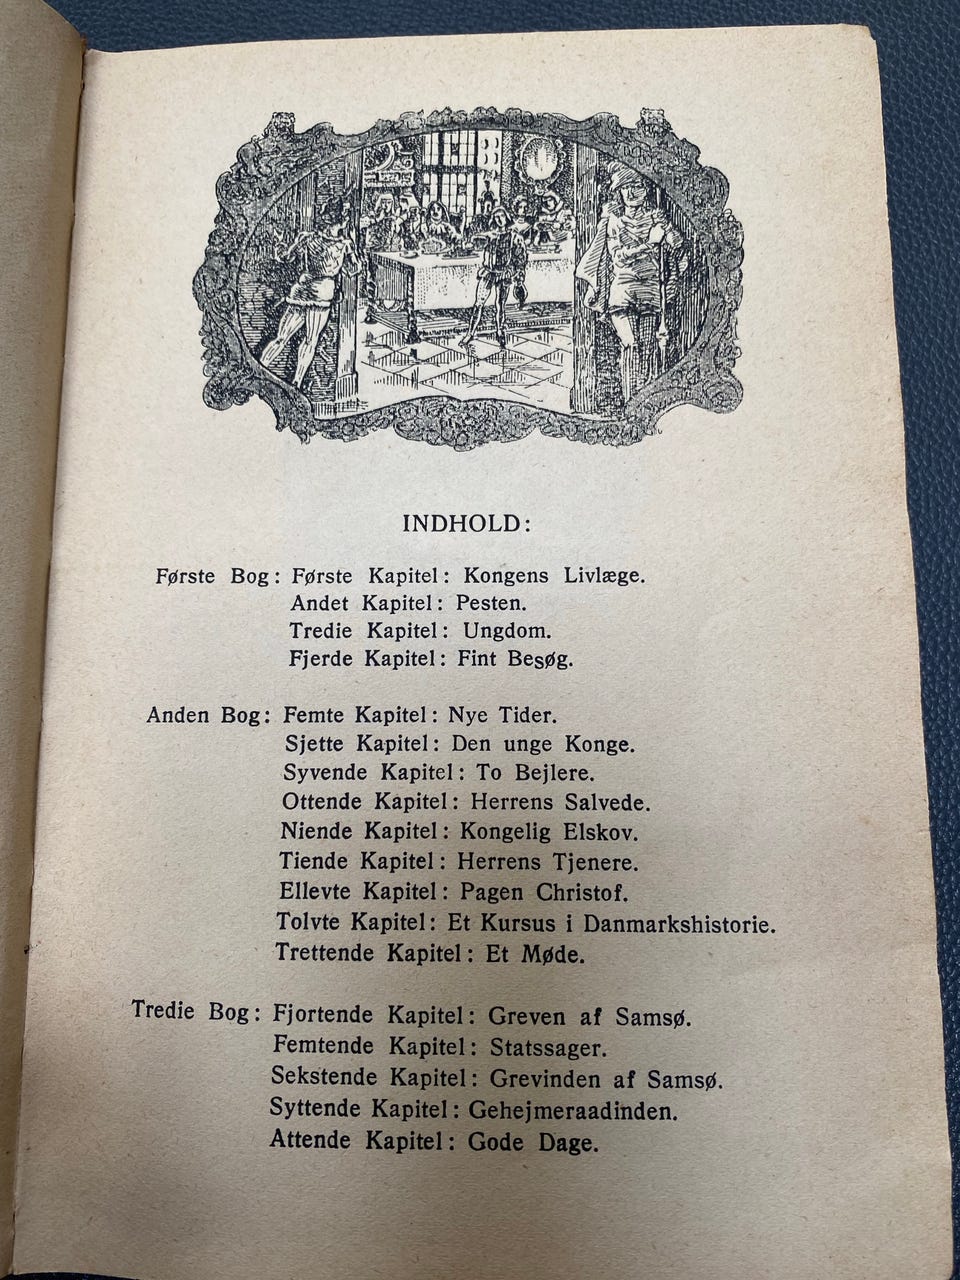 INDHOLD:
Første Bog: Første Kapitel: Kongens Livlæge.
Andet Kapitel: Pesten.
Tredie Kapitel: Ungdom.
Fjerde Kapitel: Fint Besøg.
Anden Bog: Femte Kapitel: Nye Tider.
Sjette Kapitel: Den unge Konge.
Syvende Kapitel: To Bejlere.
Ottende Kapitel: Herrens Salvede.
Niende Kapitel: Kongelig Elskov.
Tiende Kapitel: Herrens Tjenere.
Ellevte Kapitel: Pagen Christof.
Tolvte Kapitel: Et Kursus i Danmarkshistorie.
Trettende Kapitel: Et Møde.
Tredie Bog: Fjortende Kapitel: Greven af Samsø.
Femtende Kapitel: Statssager.
Sekstende Kapitel: Grevinden af Samsø.
Syttende Kapitel: Gehejmeraadinden.
Attende Kapitel: Gode Dage.